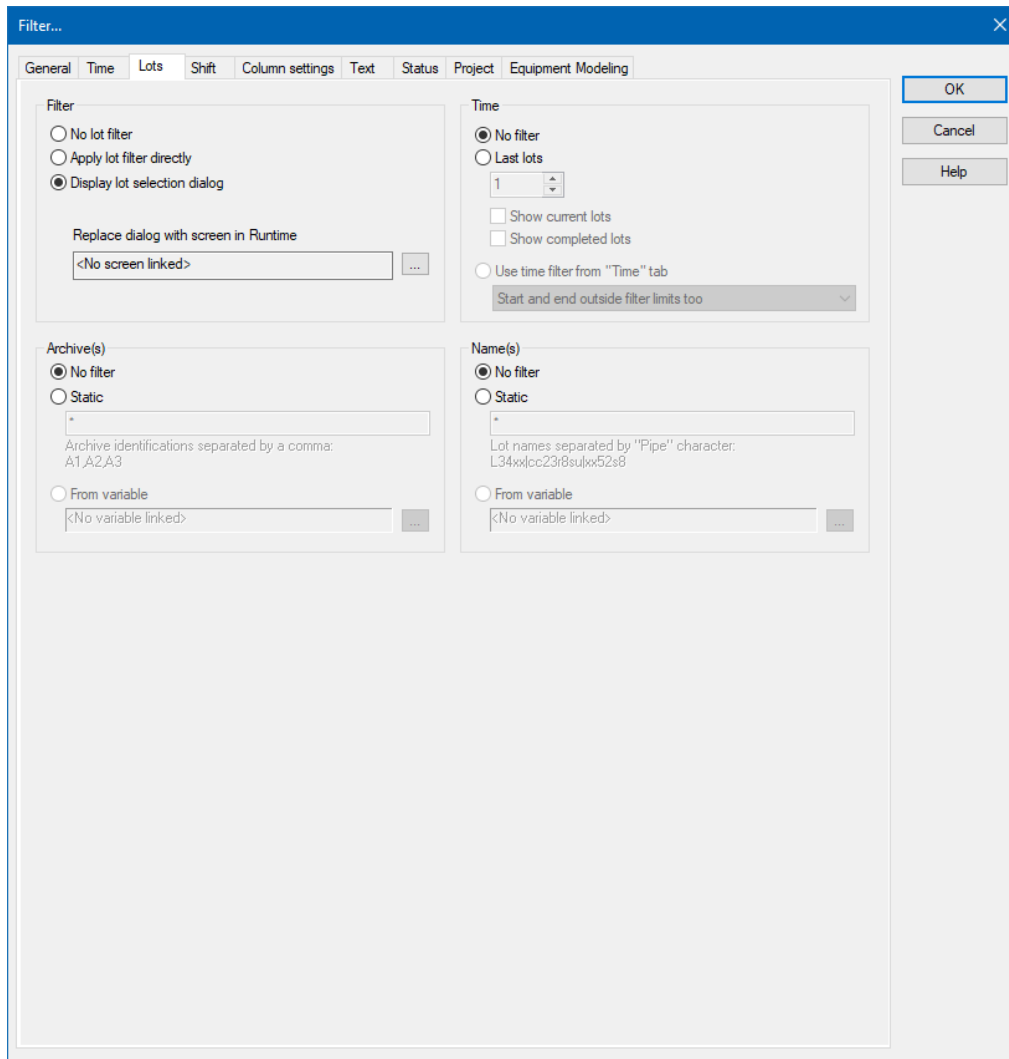 Filter...
General Time Lots Shift Column settings Text Status Project Equipment Modeling
OK
Cancel
Help
Filter
No lot filter
Apply lot filter directly
Display lot selection dialog
Replace dialog with screen in Runtime
<No screen linked>
...
Time
No filter
Last lots
1
Show current lots
Show completed lots
Use time filter from "Time" tab
Start and end outside filter limits too
Archive(s)
No filter
Static
*
Archive identifications separated by a comma:
A1,A2,A3
From variable
<No variable linked>
...
Name(s)
No filter
Static
*
Lot names separated by "Pipe" character:
L34xx|cc23r8su|xx52s8
From variable
<No variable linked>
...